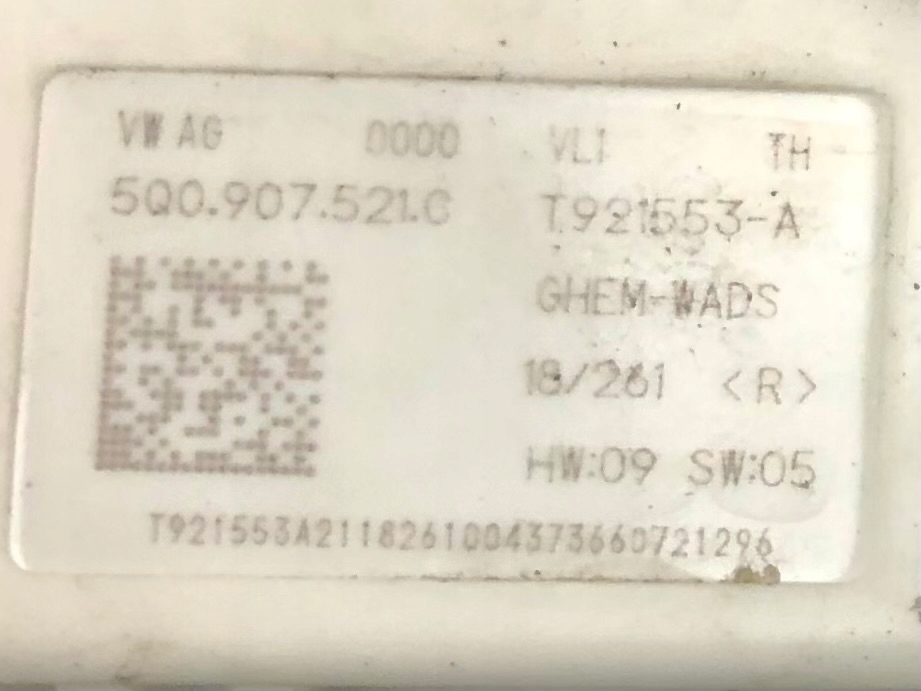 VW AG 0000 VLI TH
5Q0.907.521.C T921553-A
GHEM-WADS
18/261 <R>
HW:09 SW:05
T921553A2118261004373660721296